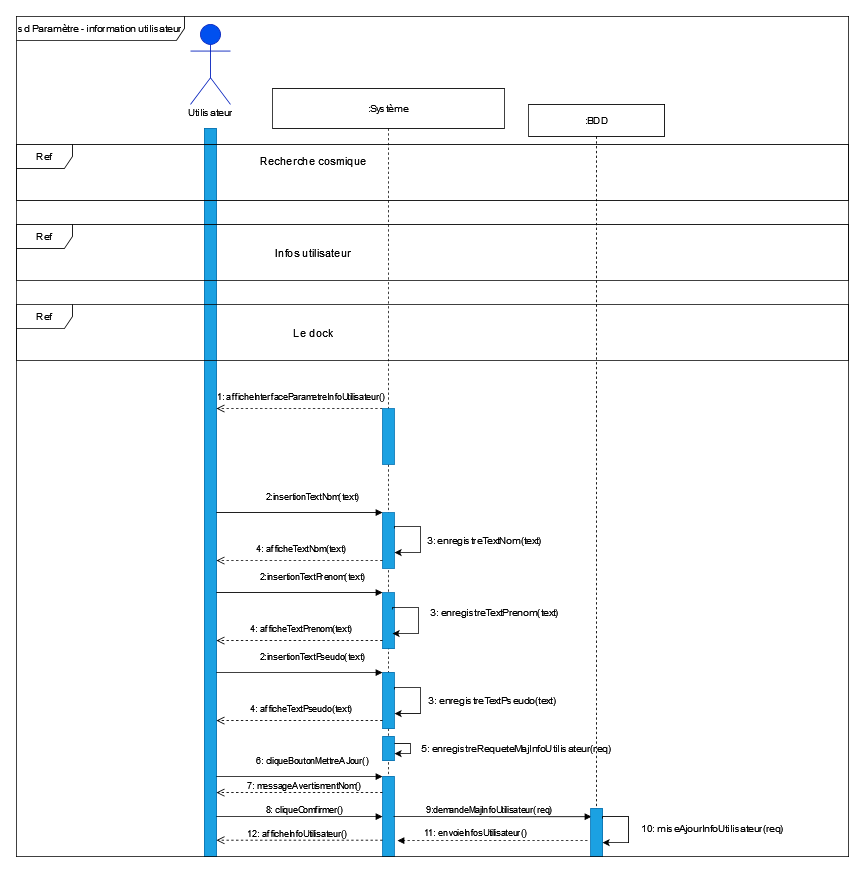 sd Paramètre - information utilisateur
Utilisateur
:Système
:BDD
Ref
Recherche cosmique
Ref
Infos utilisateur
Ref
Le dock
1: afficheInterfaceParametreInfoUtilisateur()
2:insertionTextNom(text)
3: enregistreTextNom(text)
4: afficheTextNom(text)
2:insertionTextPrenom(text)
3: enregistreTextPrenom(text)
4: afficheTextPrenom(text)
2:insertionTextPseudo(text)
3: enregistreTextPseudo(text)
4: afficheTextPseudo(text)
5: enregistreRequeteMajInfoUtilisateur(req)
6: cliqueBoutonMettreAJour()
7: messageAvertismentNom()
8: cliqueComfirmer()
9:demandeMajInfoUtilisateur(req)
10: miseAjourInfoUtilisateur(req)
11: envoieInfosUtilisateur()
12: afficheInfoUtilisateur()